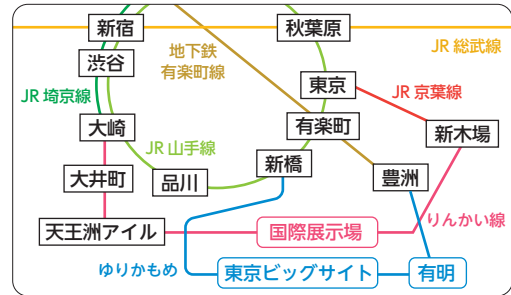 新宿
秋葉原
JR 総武線
地下鉄
有楽町線
渋谷
東京
JR 埼京線
JR 京葉線
大崎
有楽町
新木場
JR 山手線
新橋
大井町
品川
豊洲
りんかい線
天王洲アイル
国際展示場
ゆりかもめ
東京ビッグサイト
有明